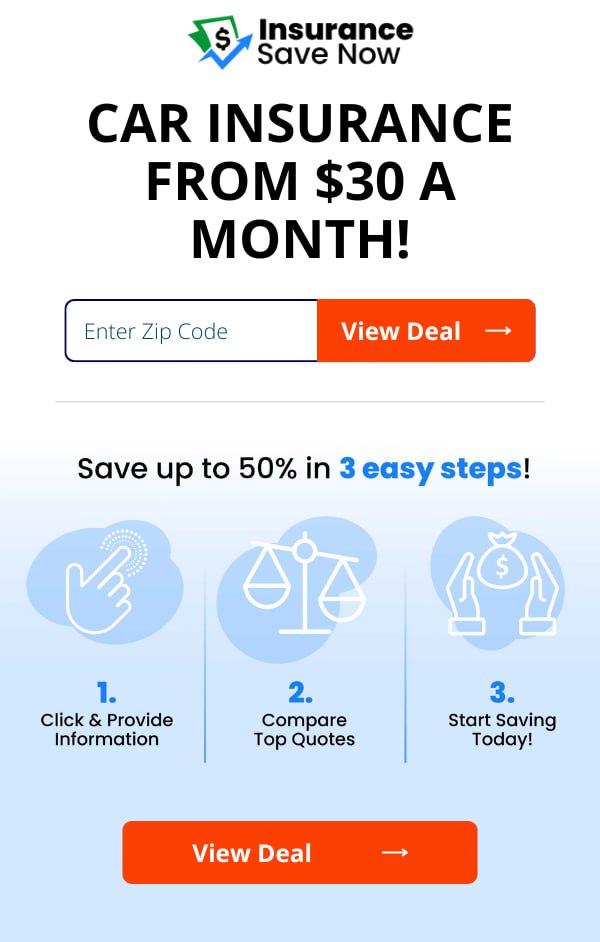 $
Insurance
Save Now
CAR INSURANCE
FROM $30 A
MONTH!
Enter Zip Code
View Deal →
Save up to 50% in 3 easy steps!
$
1.
Click & Provide
Information
2.
Compare
Top Quotes
3.
Start Saving
Today!
View Deal →